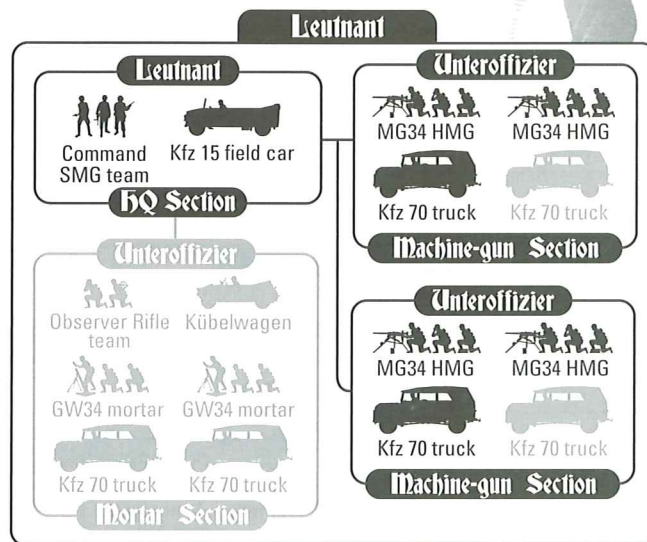 Leutnant
Leutnant
Command
SMG team
Kfz 15 field car
HQ Section
Unteroffizier
Observer Rifle
team
Kübelwagen
GW34 mortar
GW34 mortar
Kfz 70 truck
Kfz 70 truck
Mortar Section
Unteroffizier
MG34 HMG
MG34 HMG
Kfz 70 truck
Kfz 70 truck
Machine-gun Section
Unteroffizier
MG34 HMG
MG34 HMG
Kfz 70 truck
Kfz 70 truck
Machine-gun Section